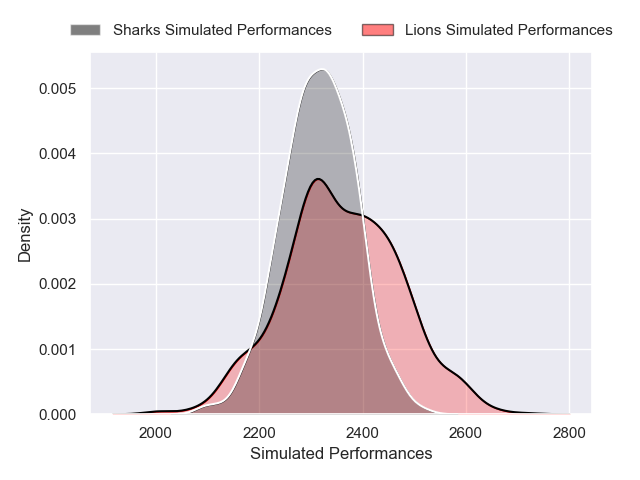 Sharks Simulated Performances Lions Simulated Performances
0.005
0.004
0.003
0.002
0.001
0.000
Density
2000 2200 2400 2600 2800
Simulated Performances